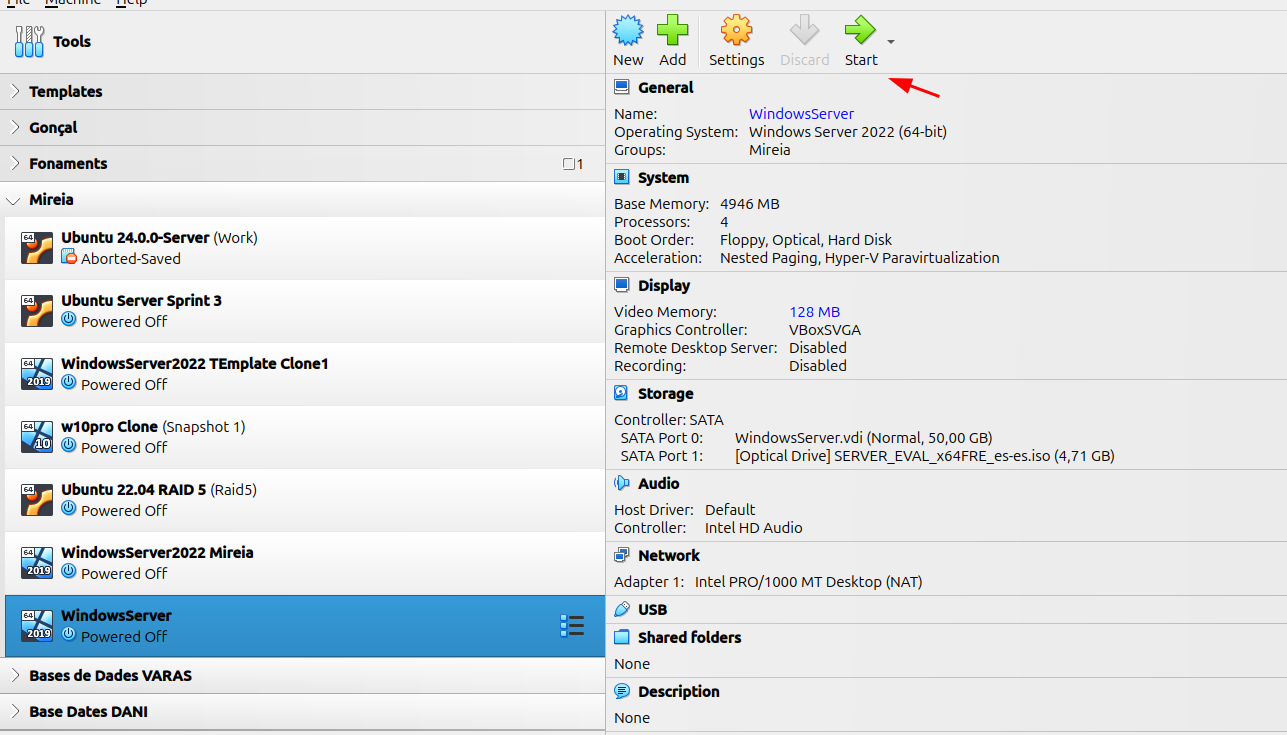 File Machine Help
Tools
Templates
Gonçal
Fonaments 1
Mireia
64
Ubuntu 24.0.0-Server (Work)
Aborted-Saved
64
Ubuntu Server Sprint 3
Powered Off
64
2019
WindowsServer2022 TEmplate Clone1
Powered Off
64
10
w10pro Clone (Snapshot 1)
Powered Off
64
Ubuntu 22.04 RAID 5 (Raid5)
Powered Off
64
2019
WindowsServer2022 Mireia
Powered Off
64
2019
WindowsServer
Powered Off
Bases de Dades VARAS
Base Dates DANI
New Add Settings Discard Start
General
Name: WindowsServer
Operating System: Windows Server 2022 (64-bit)
Groups: Mireia
System
Base Memory: 4946 MB
Processors: 4
Boot Order: Floppy, Optical, Hard Disk
Acceleration: Nested Paging, Hyper-V Paravirtualization
Display
Video Memory: 128 MB
Graphics Controller: VBoxSVGA
Remote Desktop Server: Disabled
Recording: Disabled
Storage
Controller: SATA
SATA Port 0: WindowsServer.vdi (Normal, 50,00 GB)
SATA Port 1: [Optical Drive] SERVER_EVAL_x64FRE_es-es.iso (4,71 GB)
Audio
Host Driver: Default
Controller: Intel HD Audio
Network
Adapter 1: Intel PRO/1000 MT Desktop (NAT)
USB
Shared folders
None
Description
None